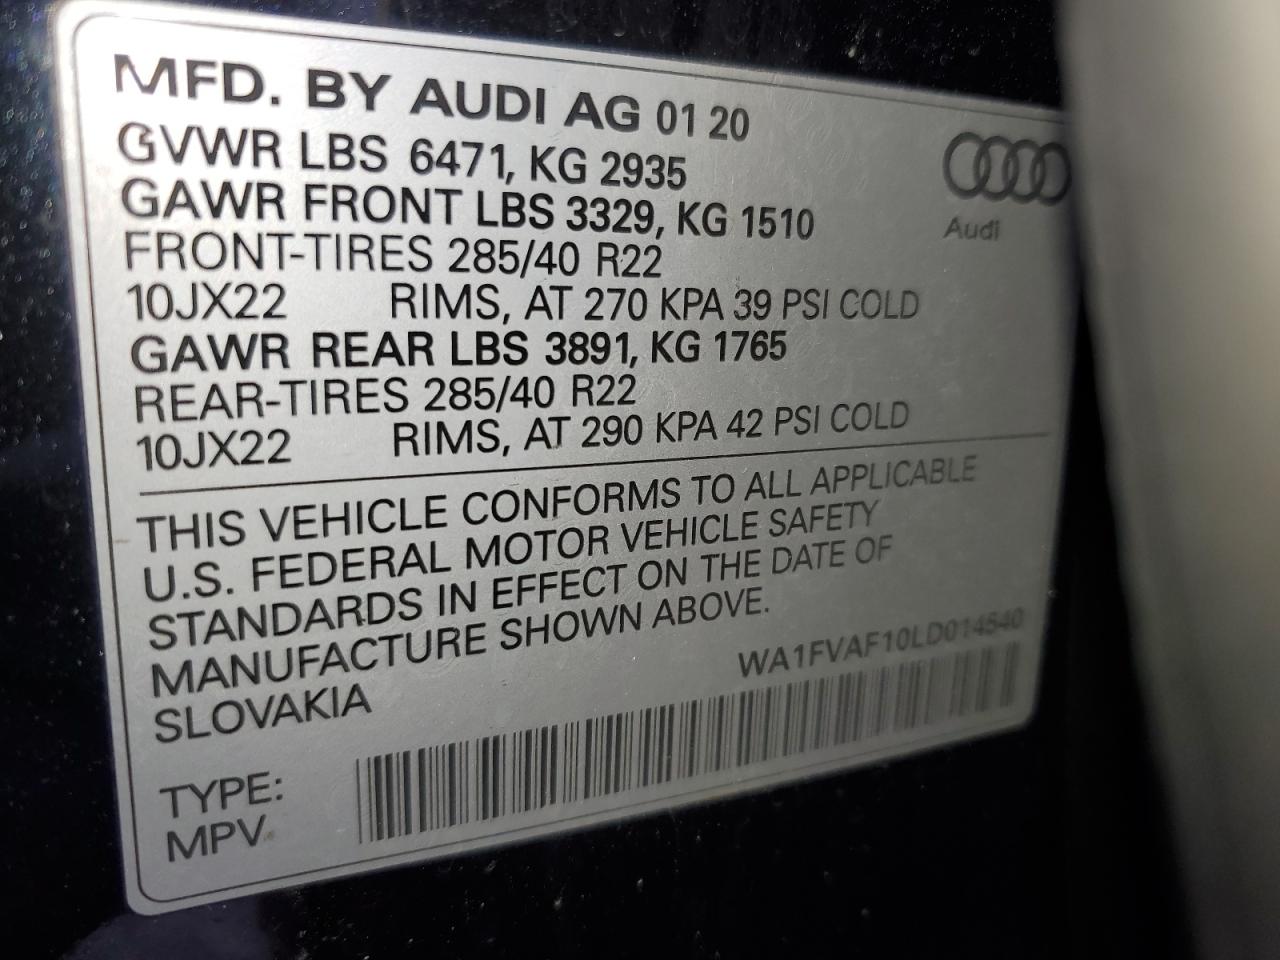 MFD. BY AUDI AG 01 20
GVWR LBS 6471, KG 2935
GAWR FRONT LBS 3329, KG 1510
FRONT-TIRES 285/40 R22
10JX22 RIMS, AT 270 KPA 39 PSI COLD
GAWR REAR LBS 3891, KG 1765
REAR-TIRES 285/40 R22
10JX22 RIMS, AT 290 KPA 42 PSI COLD
Audi
THIS VEHICLE CONFORMS TO ALL APPLICABLE
U.S. FEDERAL MOTOR VEHICLE SAFETY
STANDARDS IN EFFECT ON THE DATE OF
MANUFACTURE SHOWN ABOVE.
SLOVAKIA
WA1FVAF10LD014540
TYPE:
MPV